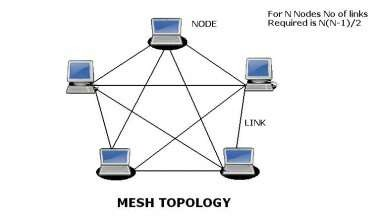 NODE
For N Nodes No of links
Required is N(N-1)/2
LINK
MESH TOPOLOGY